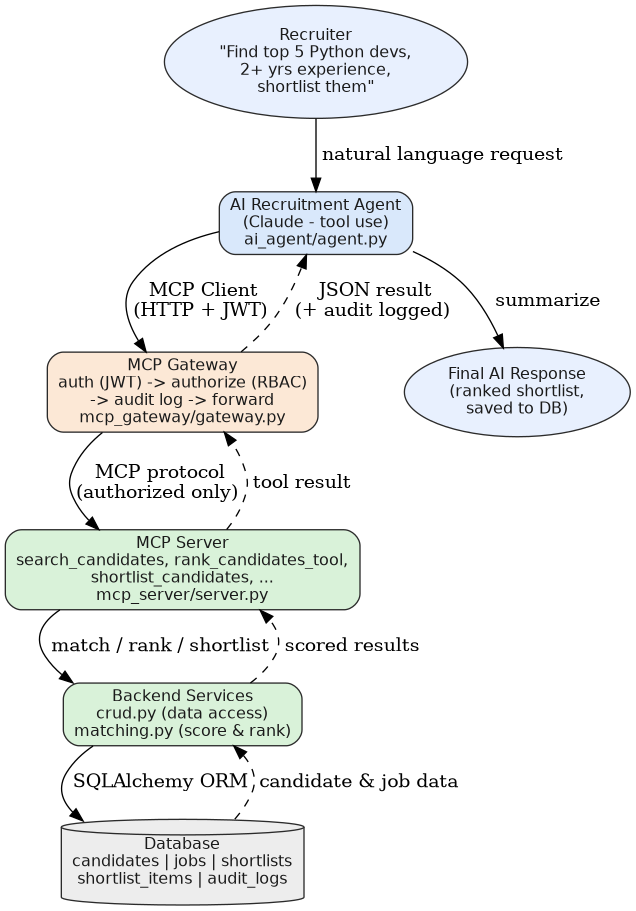 Recruiter
"Find top 5 Python devs,
2+ yrs experience,
shortlist them"
natural language request
AI Recruitment Agent
(Claude - tool use)
ai_agent/agent.py
MCP Client
(HTTP + JWT)
JSON result
(+ audit logged)
summarize
MCP Gateway
auth (JWT) -> authorize (RBAC)
-> audit log -> forward
mcp_gateway/gateway.py
Final AI Response
(ranked shortlist,
saved to DB)
MCP protocol
(authorized only)
tool result
MCP Server
search_candidates, rank_candidates_tool,
shortlist_candidates, ...
mcp_server/server.py
match / rank / shortlist
scored results
Backend Services
crud.py (data access)
matching.py (score & rank)
SQLAlchemy ORM
candidate & job data
Database
candidates | jobs | shortlists
shortlist_items | audit_logs